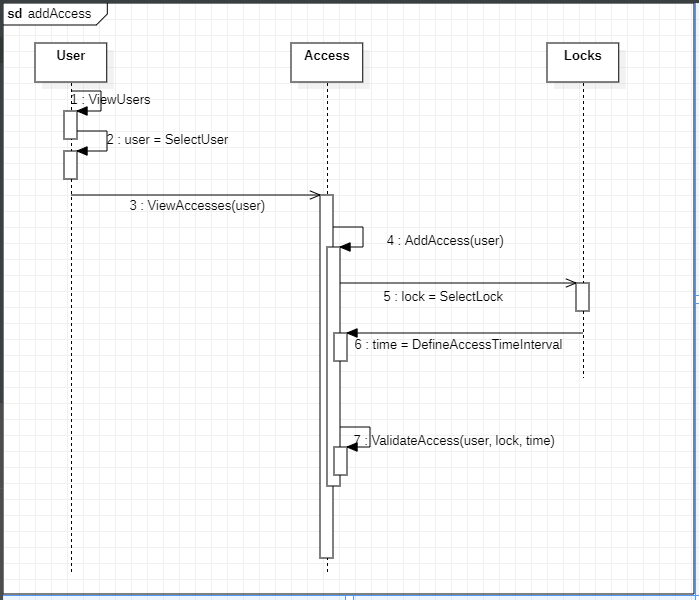 sd addAccess
User
Access
Locks
1 : ViewUsers
2 : user = SelectUser
3 : ViewAccesses(user)
4 : AddAccess(user)
5 : lock = SelectLock
6 : time = DefineAccessTimeInterval
7 : ValidateAccess(user, lock, time)